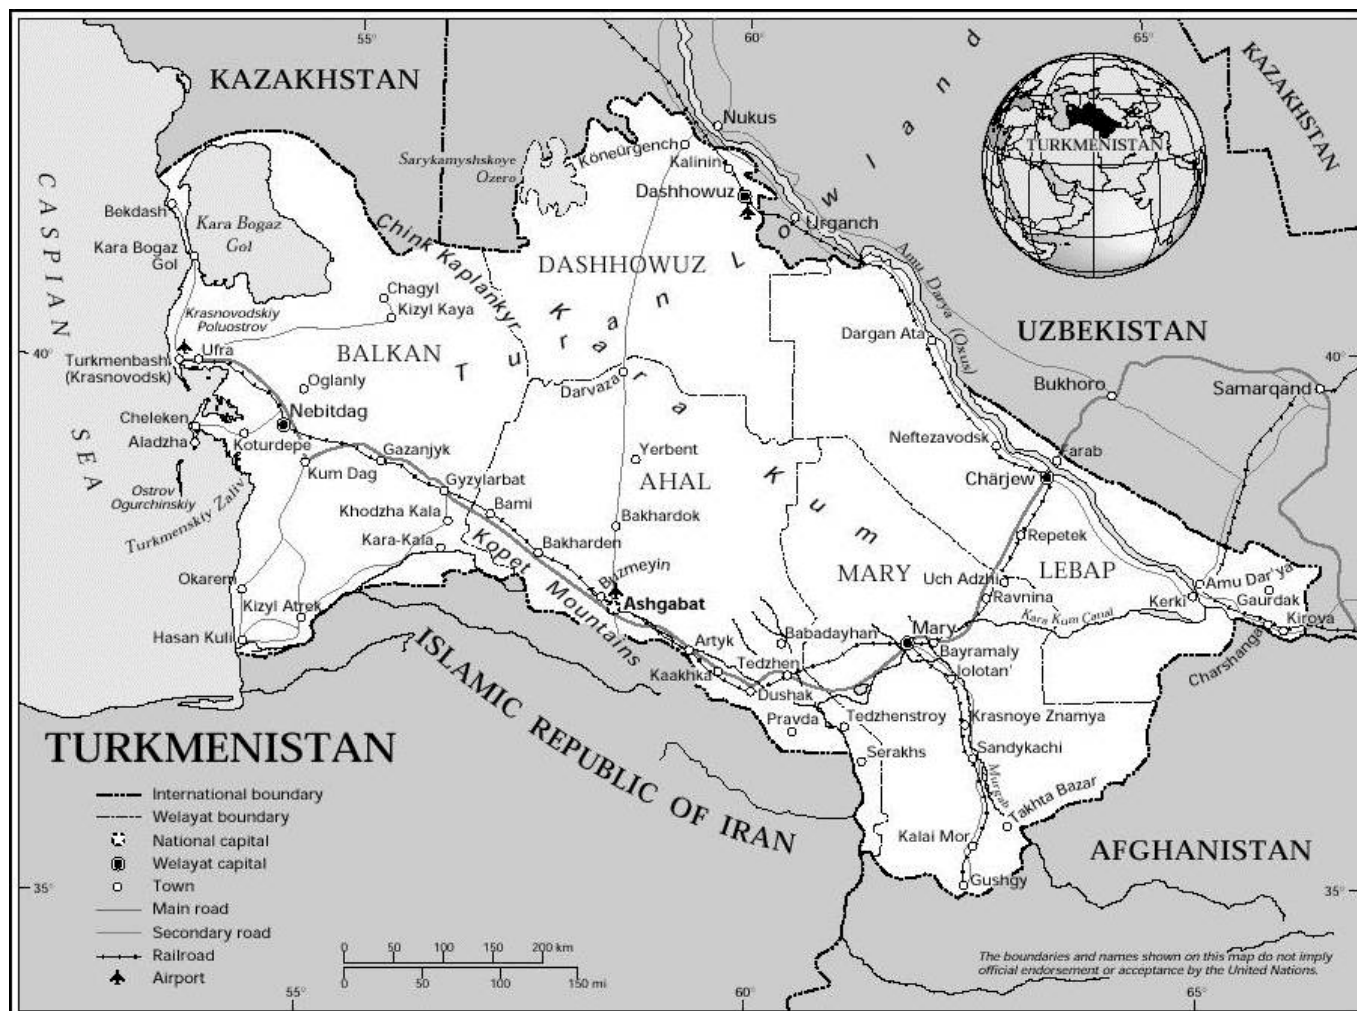 55°
60°
65°
KAZAKHSTAN
KAZAKHSTAN
Nukus
Sarykamyshskoye
Ozero
Köneürgench
Kalinin
Dashhowuz
Urganch
TURKMENISTAN
CASPIAN
SEA
Bekdash
Kara Bogaz
Gol
Kara Bogaz
Gol
Chink Kaplankyr
DASHHOWUZ
Turan Lowland
Kara Kum
Amu Darya (Oxus)
Chagyl
Kizyl Kaya
Krasnovodskiy
Poluostrov
UZBEKISTAN
Dargan Ata
40°
40°
Turkmenbashi
(Krasnovodsk)
Ufra
BALKAN
Oglanly
Darvaza
Bukhoro
Samarqand
Cheleken
Aladzha
Nebitdag
Koturdepe
Kum Dag
Gazanjyk
Yerbent
AHAL
Neftezavodsk
Farab
Chärjew
Ostrov
Ogurchinskiy
Turkmenskiy Zaliv
Gyzylarbat
Bami
Khodzha Kala
Bakhardok
Kara-Kala
Kopet Mountains
Bakharden
Repetek
MARY
LEBAP
Uch Adzhi
Ravnina
Amu Dar'ya
Okarem
Buzmeyin
Ashgabat
Kizyl Atrek
Kara Kum Canal
Kerki
Gaurdak
Kirova
Charshanga
Hasan Kuli
Artyk
Babadayhan
Mary
Bayramaly
Iolotan'
Kaakhka
Tedzhen
Dushak
ISLAMIC REPUBLIC OF IRAN
Pravda
Tedzhenstroy
Krasnoye Znamya
Serakhs
Sandykachi
Murgab
Takhta Bazar
Kalai Mor
Gushgy
AFGHANISTAN
TURKMENISTAN
International boundary
Welayat boundary
National capital
Welayat capital
Town
Main road
Secondary road
Railroad
Airport
35°
35°
0 50 100 150 200 km
0 50 100 150 mi
The boundaries and names shown on this map do not imply
official endorsement or acceptance by the United Nations.
55°
60°
65°